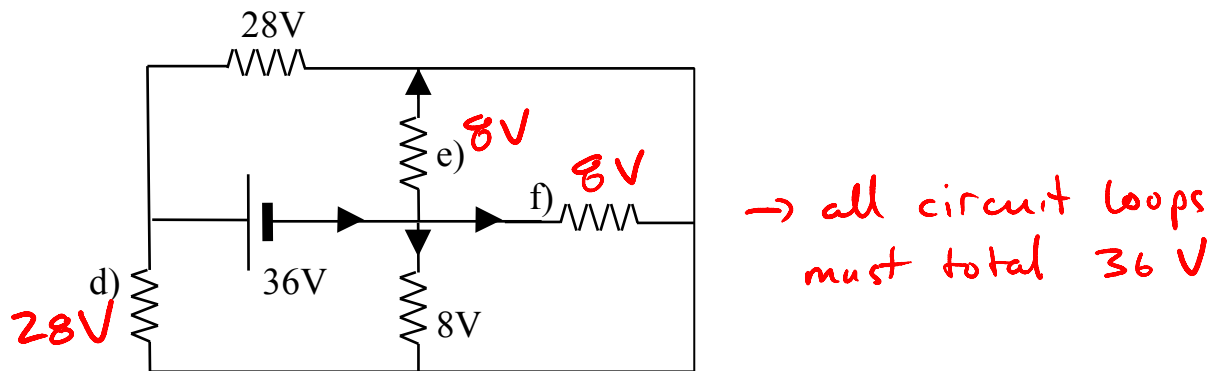 28V
e) 8V
f) 8V
→ all circuit loops
must total 36 V
d)
28V
36V
8V